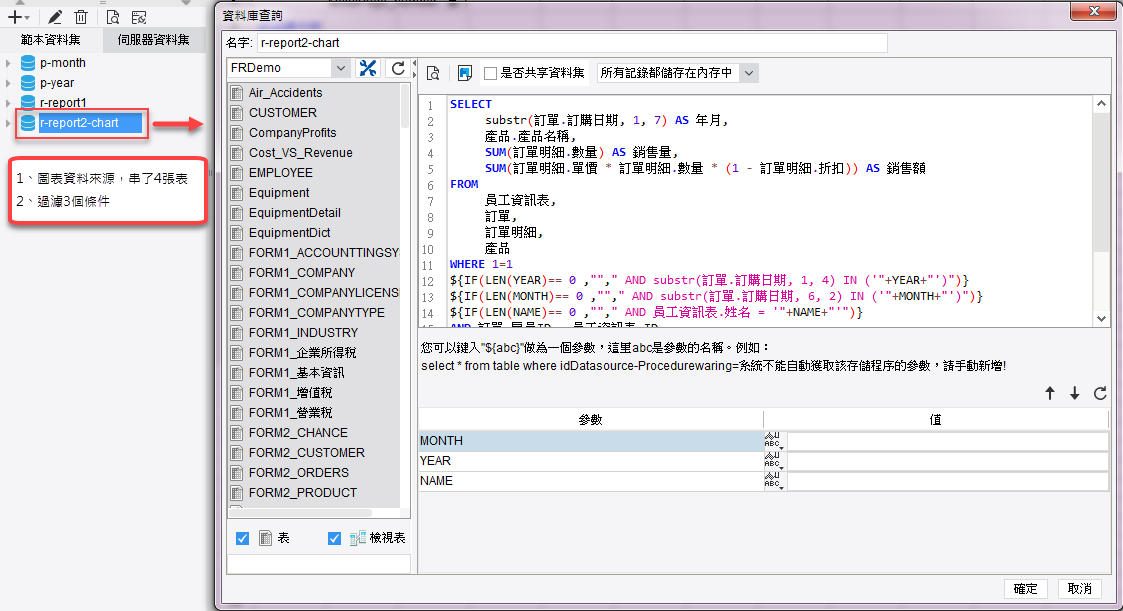 範本資料集
伺服器資料集
p-month
p-year
r-report1
r-report2-chart
1、圖表資料來源，串了4張表
2、過濾3個條件
資料庫查詢
名字:
r-report2-chart
FRDemo
是否共享資料集
所有記錄都儲存在內存中
Air_Accidents
CUSTOMER
CompanyProfits
Cost_VS_Revenue
EMPLOYEE
Equipment
EquipmentDetail
EquipmentDict
FORM1_ACCOUNTTINGSY
FORM1_COMPANY
FORM1_COMPANYLICENS
FORM1_COMPANYTYPE
FORM1_INDUSTRY
FORM1_企業所得稅
FORM1_基本資訊
FORM1_增值稅
FORM1_營業稅
FORM2_CHANCE
FORM2_CUSTOMER
FORM2_ORDERS
FORM2_PRODUCT
表
檢視表
1 SELECT
2 substr(訂單.訂購日期, 1, 7) AS 年月,
3 產品.產品名稱,
4 SUM(訂單明細.數量) AS 銷售量,
5 SUM(訂單明細.單價 * 訂單明細.數量 * (1 - 訂單明細.折扣)) AS 銷售額
6 FROM
7 員工資訊表,
8 訂單,
9 訂單明細,
10 產品
11 WHERE 1=1
12 ${IF(LEN(YEAR)== 0 ,""," AND substr(訂單.訂購日期, 1, 4) IN ('"+YEAR+"')")}
13 ${IF(LEN(MONTH)== 0 ,""," AND substr(訂單.訂購日期, 6, 2) IN ('"+MONTH+"')")}
14 ${IF(LEN(NAME)== 0 ,""," AND 員工資訊表.姓名 = '"+NAME+"'")}
您可以鍵入"${abc}"做為一個參數，這里abc是參數的名稱。例如：
select * from table where idDatasource-Procedurewaring=系統不能自動獲取該存儲程序的參數，請手動新增!
參數
值
MONTH
YEAR
NAME
確定
取消